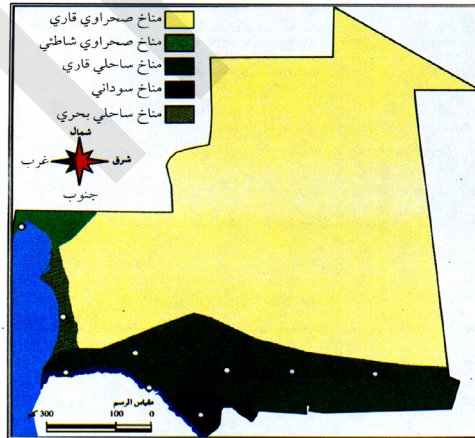 مناخ صحراوي قاري
مناخ صحراوي شاطئي
مناخ ساحلي قاري
مناخ سوداني
مناخ ساحلي بحري
شمال
شرق
غرب
جنوب
مقياس الرسم
300 كم 100 0